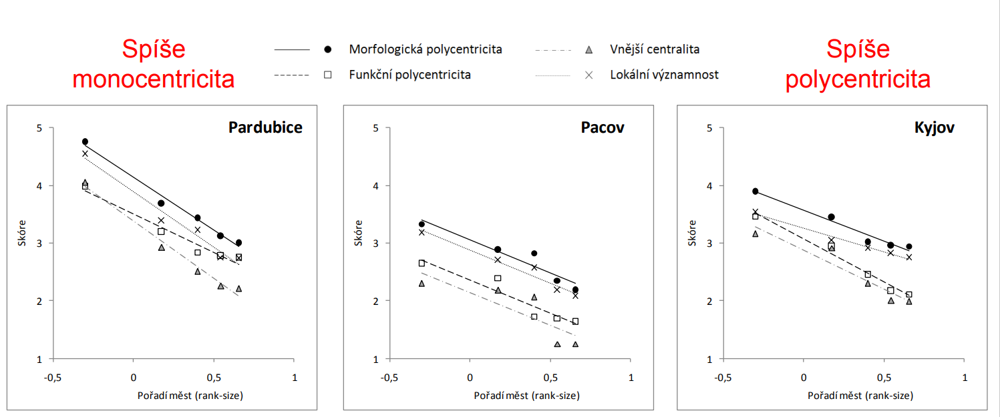 Spíše
monocentricita
Morfologická polycentricita
Vnější centralita
Funkční polycentricita
Lokální významnost
Spíše
polycentricita
Pardubice
5
4
3
2
1
Skóre
-0,5
0
0,5
1
Pořadí měst (rank-size)
Pacov
5
4
3
2
1
Skóre
-0,5
0
0,5
1
Pořadí měst (rank-size)
Kyjov
5
4
3
2
1
Skóre
-0,5
0
0,5
1
Pořadí měst (rank-size)